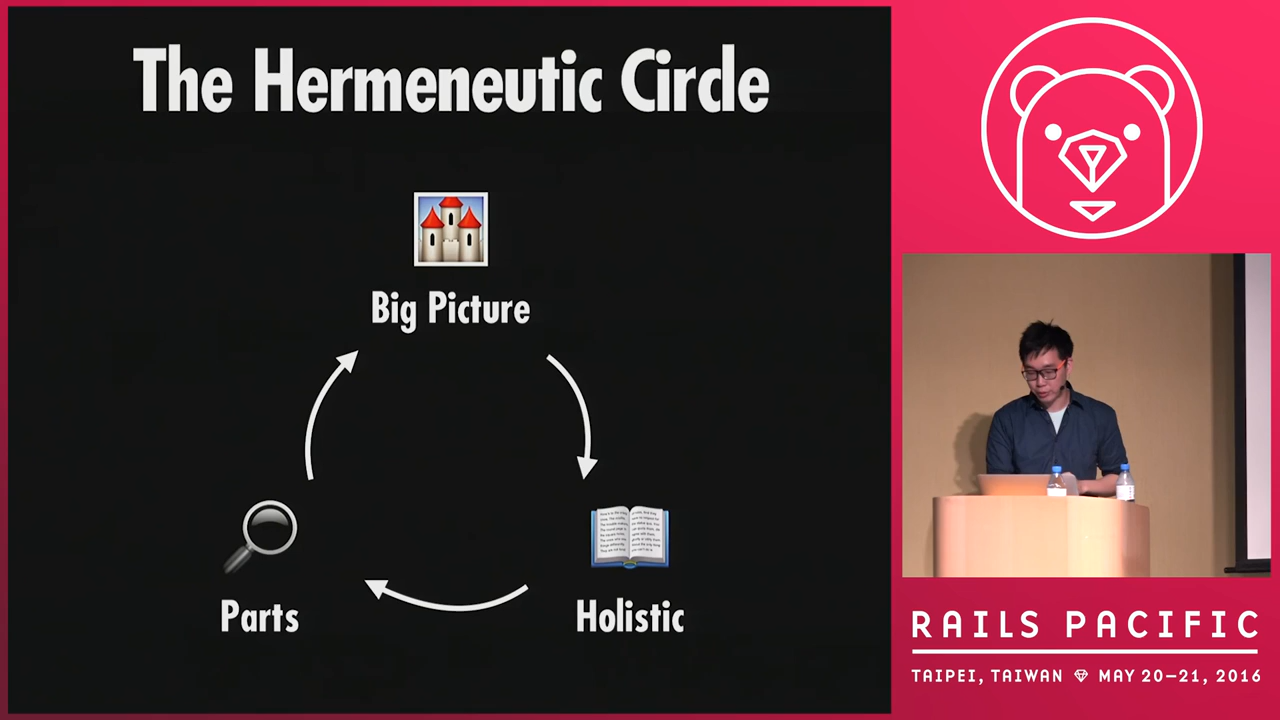 The Hermeneutic Circle
Big Picture
Parts
Holistic
RAILS PACIFIC
TAIPEI, TAIWAN MAY 20–21, 2016